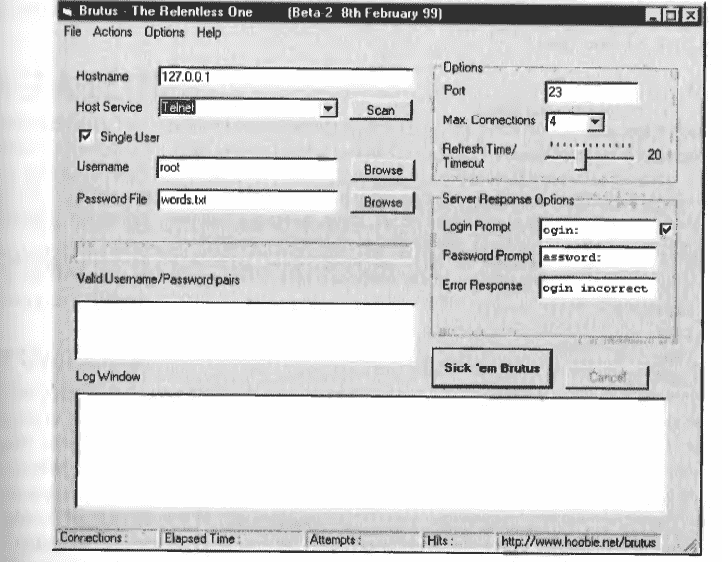 Brutus - The Relentless One (Beta-2 8th February 99)
File Actions Options Help
Hostname 127.0.0.1
Host Service Telnet Scan
Single User
Username root Browse
Password File words.txt Browse
Valid Username/Password pairs
Log Window
Options
Port 23
Max. Connections 4
Refresh Time/
Timeout 20
Server Response Options
Login Prompt ogin:
Password Prompt assword:
Error Response ogin incorrect
Sick 'em Brutus Cancel
Connections : Elapsed Time : Attempts : Hits : http://www.hoobie.net/brutus